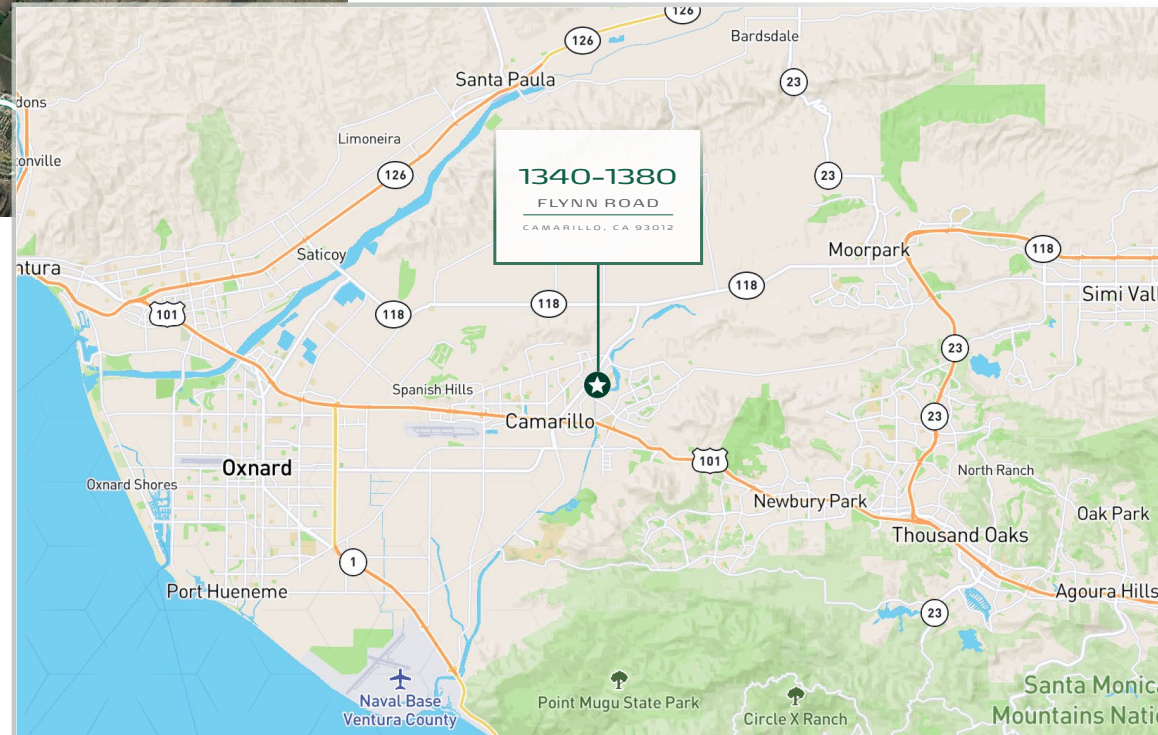 126
126
Bardsdale
23
Santa Paula
dons
Limoneira
onville
126
23
1340-1380
FLYNN ROAD
CAMARILLO, CA 93012
Saticoy
Moorpark
118
ntura
118
Simi Val
118
118
101
23
Spanish Hills
Camarillo
23
101
Oxnard
North Ranch
Oxnard Shores
Newbury Park
Oak Park
Thousand Oaks
1
Port Hueneme
Agoura Hills
23
Naval Base
Ventura County
Point Mugu State Park
Circle X Ranch
Santa Monica
Mountains Natio